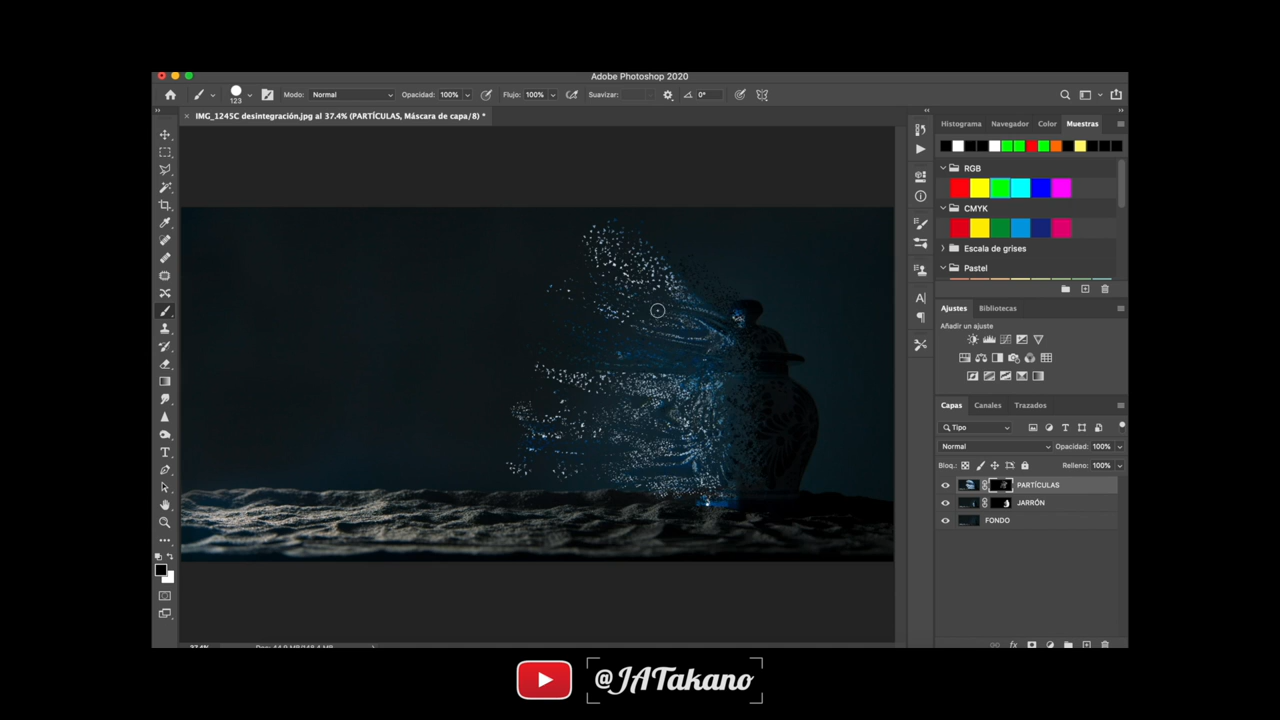 Adobe Photoshop 2020
123
Modo: Normal
Opacidad: 100%
Flujo: 100%
Suavizar:
0°
× IMG_1245C desintegración.jpg al 37.4% (PARTÍCULAS, Máscara de capa/8) *
Histograma Navegador Color Muestras
RGB
CMYK
Escala de grises
Pastel
Ajustes Bibliotecas
Añadir un ajuste
Capas Canales Trazados
Tipo
Normal Opacidad: 100%
Bloq.: Relleno: 100%
PARTÍCULAS
JARRÓN
FONDO
@JATakano